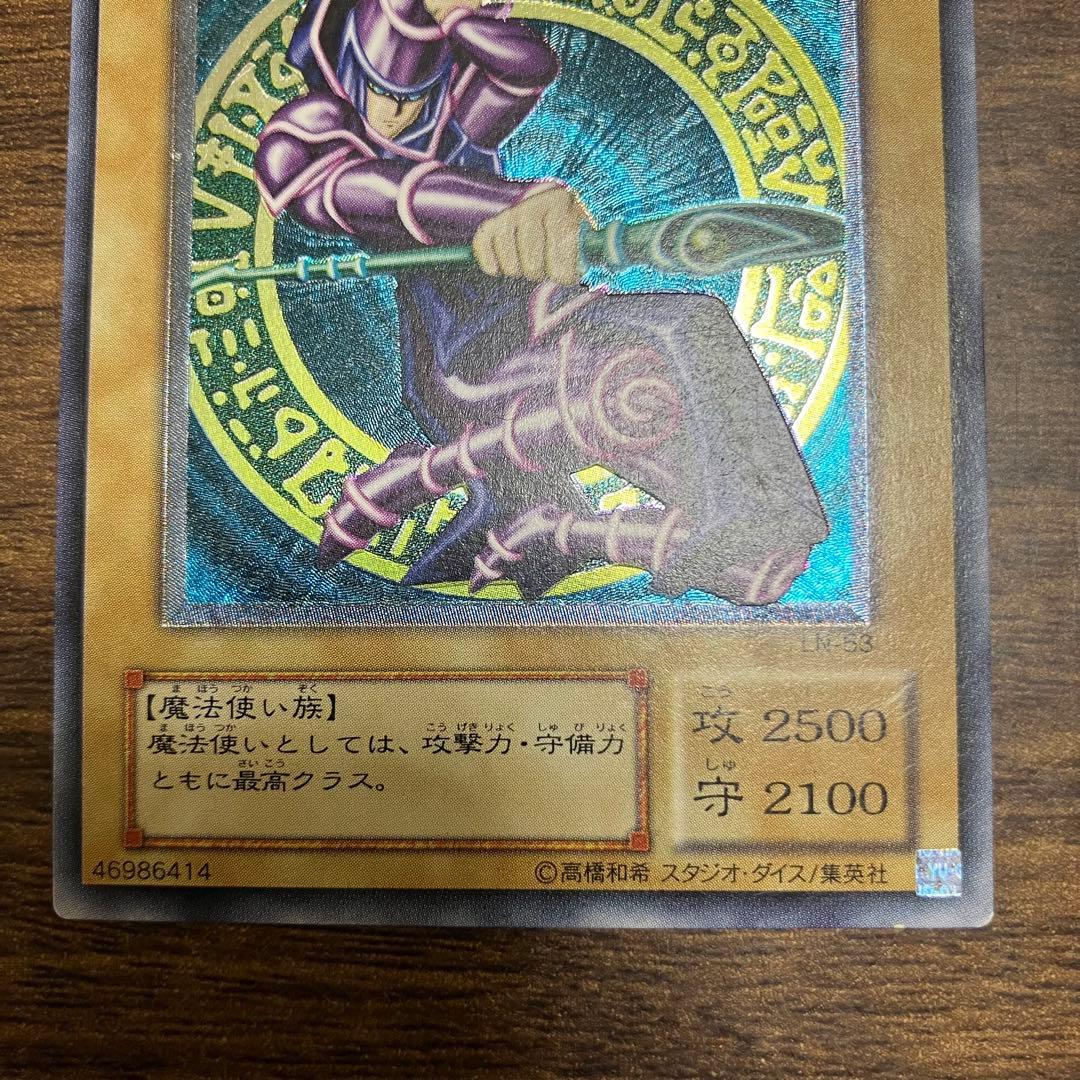 LN-53
【魔法使い族】
魔法使いとしては、攻撃力・守備力
ともに最高クラス。
攻 2500
守 2100
46986414
©高橋和希 スタジオ・ダイス/集英社